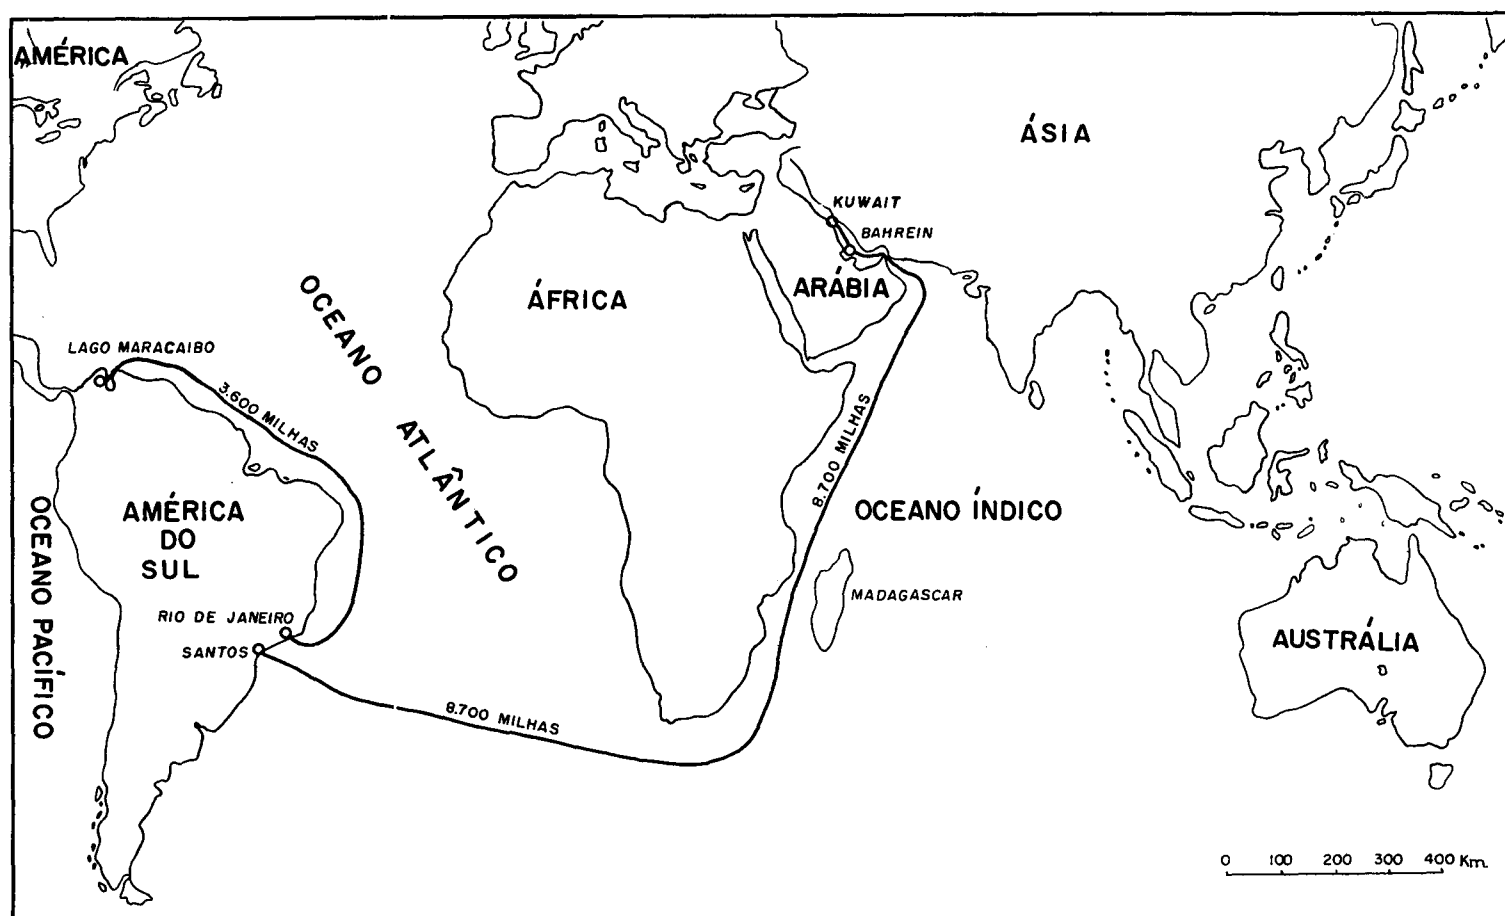 AMÉRICA
ÁSIA
KUWAIT
BAHREIN
ARÁBIA
ÁFRICA
OCEANO ATLÂNTICO
LAGO MARACAIBO
3.600 MILHAS
8.700 MILHAS
OCEANO ÍNDICO
AMÉRICA
DO
SUL
OCEANO PACÍFICO
MADAGASCAR
RIO DE JANEIRO
SANTOS
AUSTRÁLIA
8.700 MILHAS
0 100 200 300 400 Km.